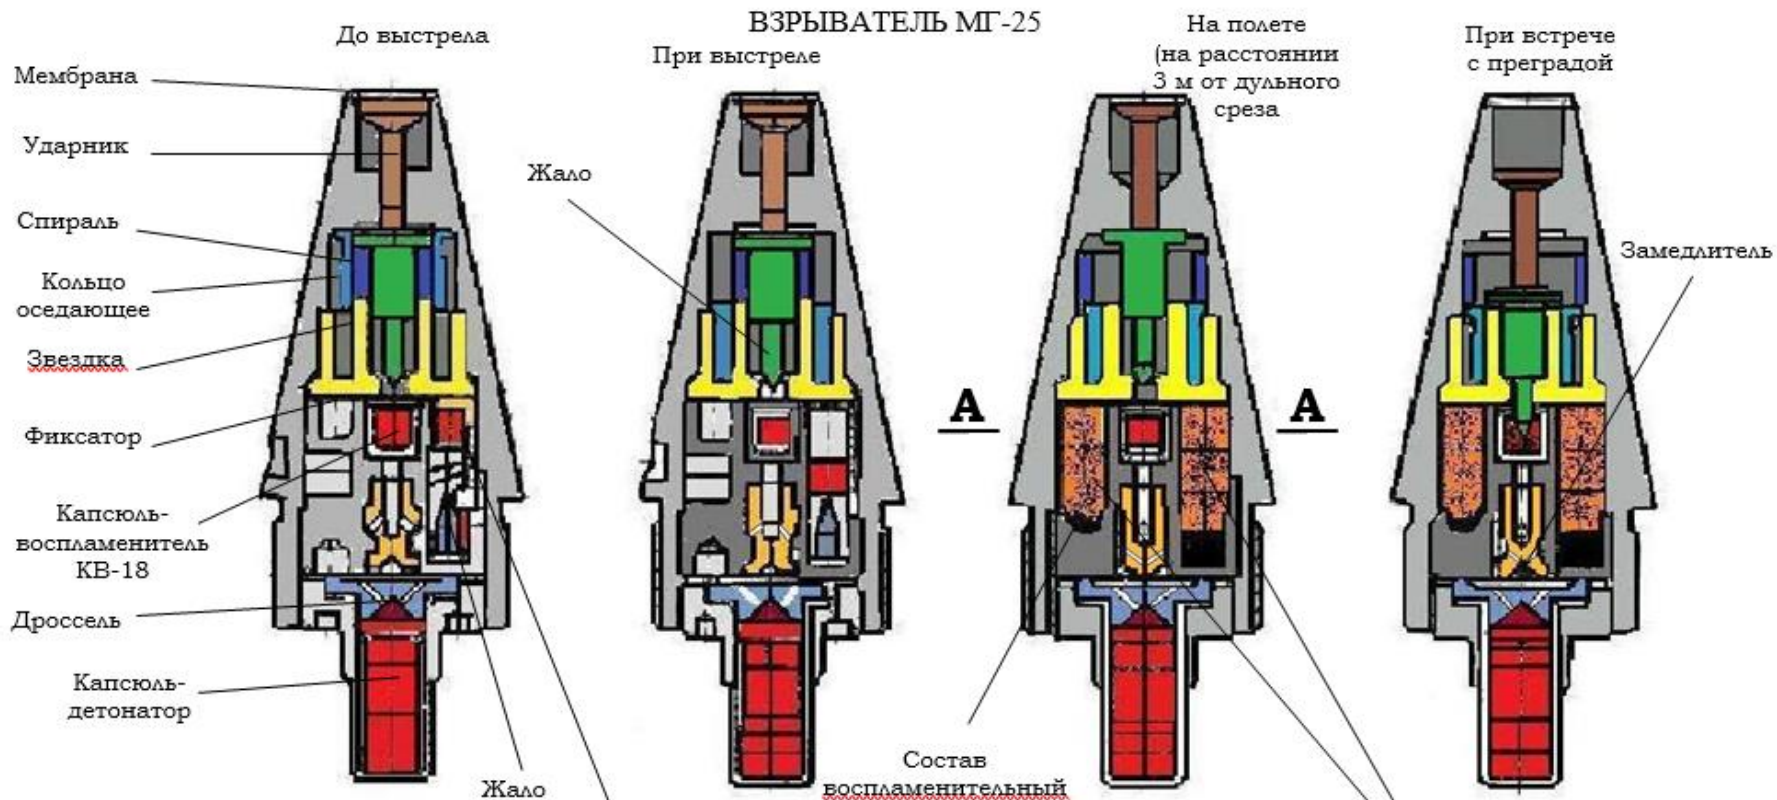 ВЗРЫВАТЕЛЬ МГ-25
До выстрела
При выстреле
На полете
(на расстоянии
3 м от дульного
среза
При встрече
с преградой
Мембрана
Ударник
Спираль
Кольцо
оседающее
Звездка
Фиксатор
Капсюль-
воспламенитель
КВ-18
Дроссель
Капсюль-
детонатор
Жало
Жало
А
А
Замедлитель
Состав
воспламенительный